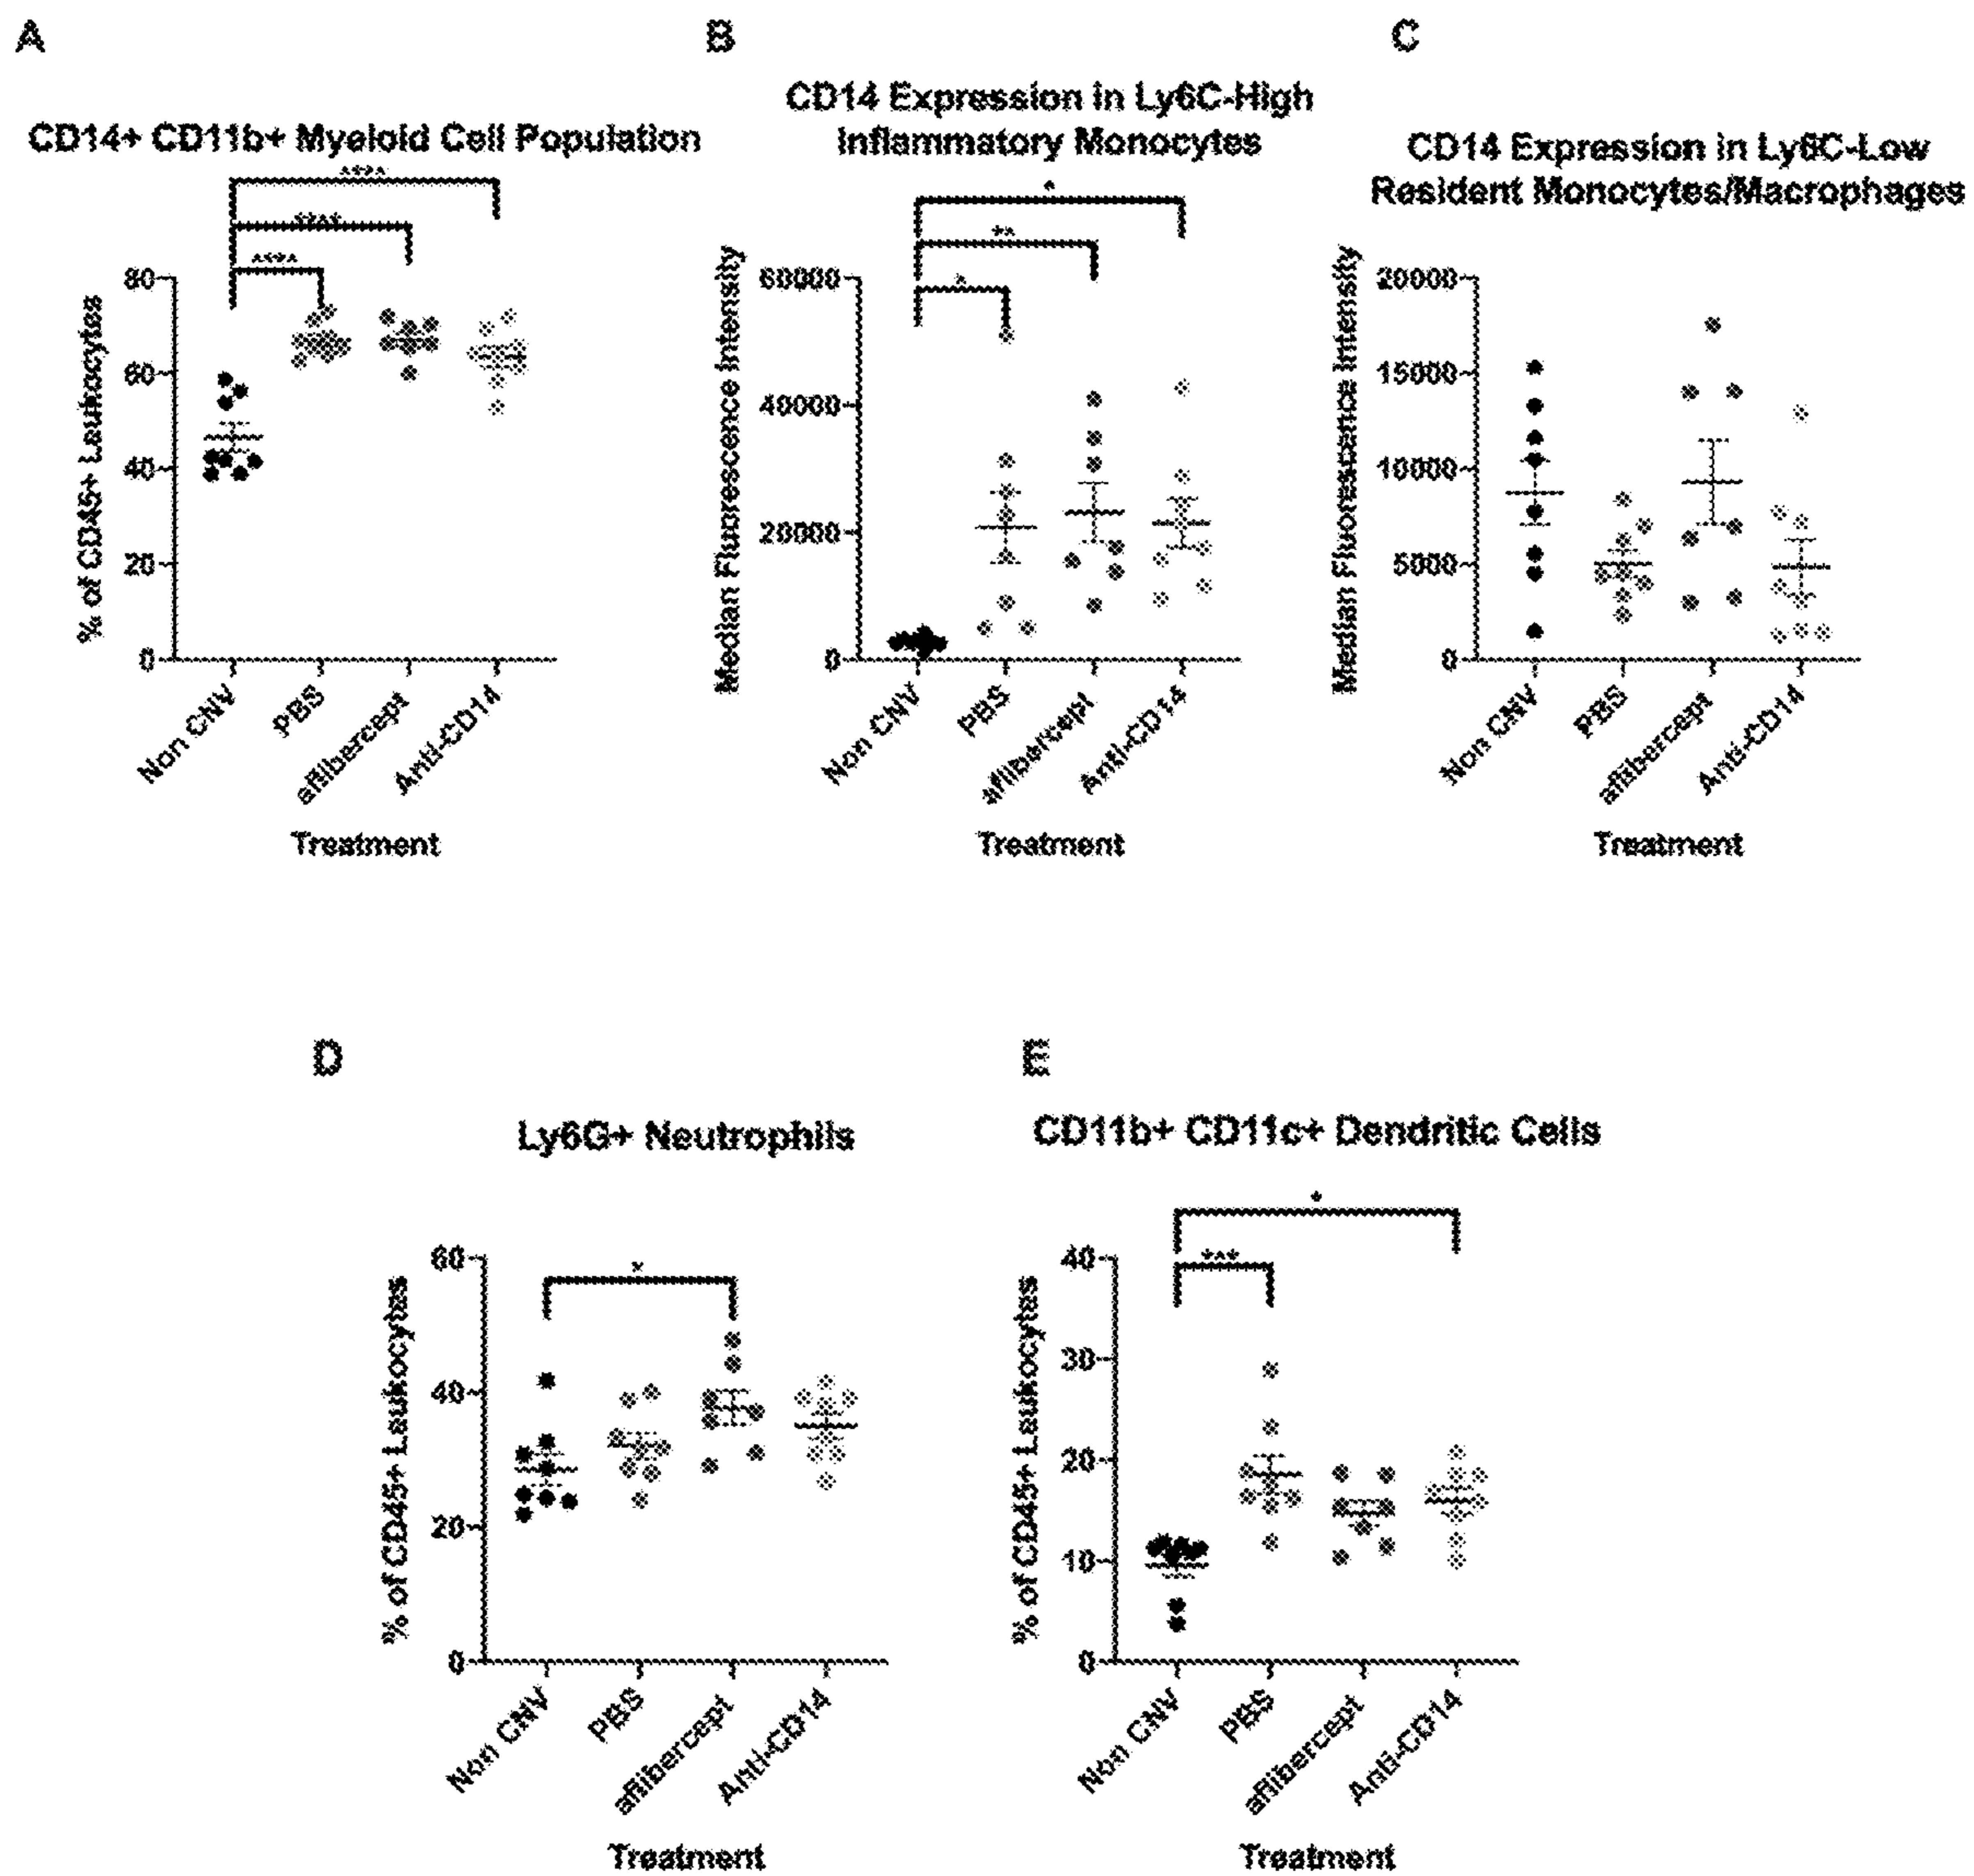 A
CD14+ CD11b+ Myeloid Cell Population
****
****
****
% of CD45+ Leukocytes
80
60
40
20
0
Non CNV
PBS
aflibercept
Anti-CD14
Treatment
B
CD14 Expression in Ly6C-High
Inflammatory Monocytes
*
**
*
Median Fluorescence Intensity
60000
40000
20000
0
Non CNV
PBS
aflibercept
Anti-CD14
Treatment
C
CD14 Expression in Ly6C-Low
Resident Monocytes/Macrophages
Median Fluorescence Intensity
20000
15000
10000
5000
0
Non CNV
PBS
aflibercept
Anti-CD14
Treatment
D
Ly6G+ Neutrophils
*
% of CD45+ Leukocytes
60
40
20
0
Non CNV
PBS
aflibercept
Anti-CD14
Treatment
E
CD11b+ CD11c+ Dendritic Cells
*
***
% of CD45+ Leukocytes
40
30
20
10
0
Non CNV
PBS
aflibercept
Anti-CD14
Treatment